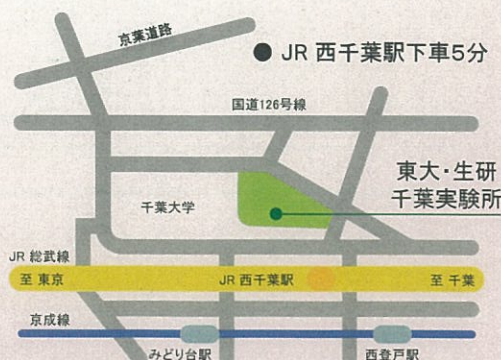 京葉道路
● JR 西千葉駅下車5分
国道126号線
東大・生研
千葉実験所
千葉大学
JR 総武線
至 東京
JR 西千葉駅
至 千葉
京成線
みどり台駅
西登戸駅